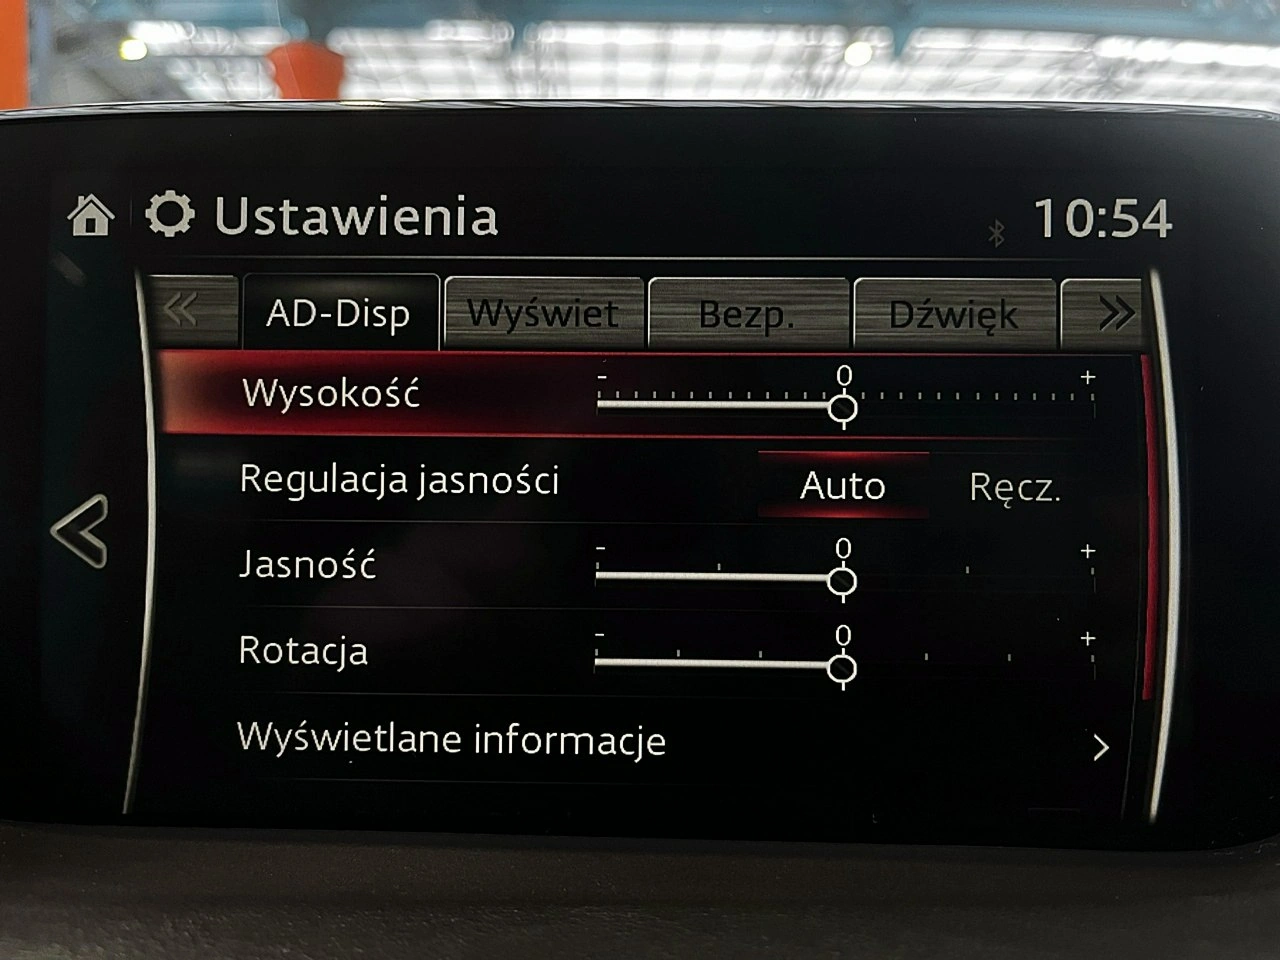 Ustawienia 10:54
AD-Disp Wyświet Bezp. Dźwięk
Wysokość - 0 +
Regulacja jasności Auto Ręcz.
Jasność - 0 +
Rotacja - 0 +
Wyświetlane informacje